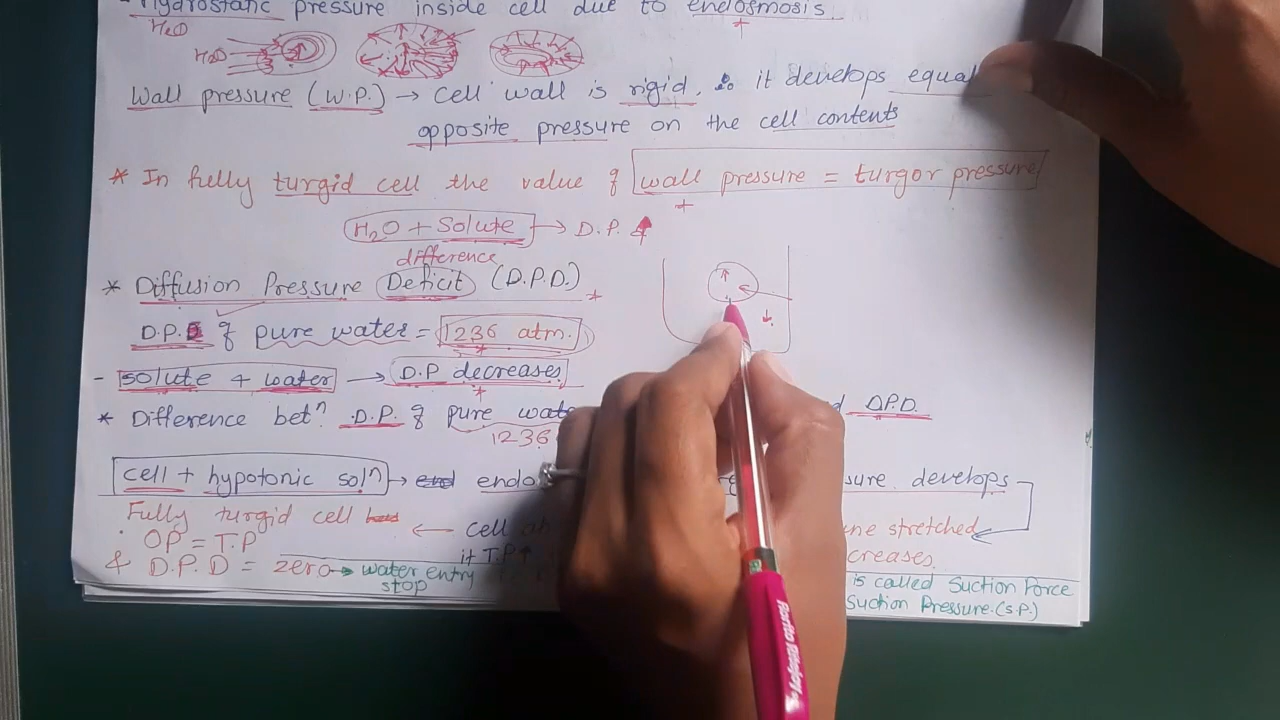 - Hydrostatic pressure inside cell due to endosmosis.
H₂O
H₂O
Wall pressure (W.P.) → cell wall is rigid, so it develops equal
opposite pressure on the cell contents
* In fully turgid cell the value of wall pressure = turgor pressure
H₂O + Solute → D.P.
difference
* Diffusion Pressure Deficit (D.P.D.)
D.P. of pure water = 1236 atm.
- solute + water → D.P decreases
* Difference betⁿ D.P. of pure wate D.P.D.
1236
cell + hypotonic solⁿ → endo sure develops
Fully turgid cell ← cell ab ne stretched
OP = T.P it T.P↑ creases.
& D.P.D = zero → water entry stop
is called Suction Force
Suction Pressure.(S.P.)